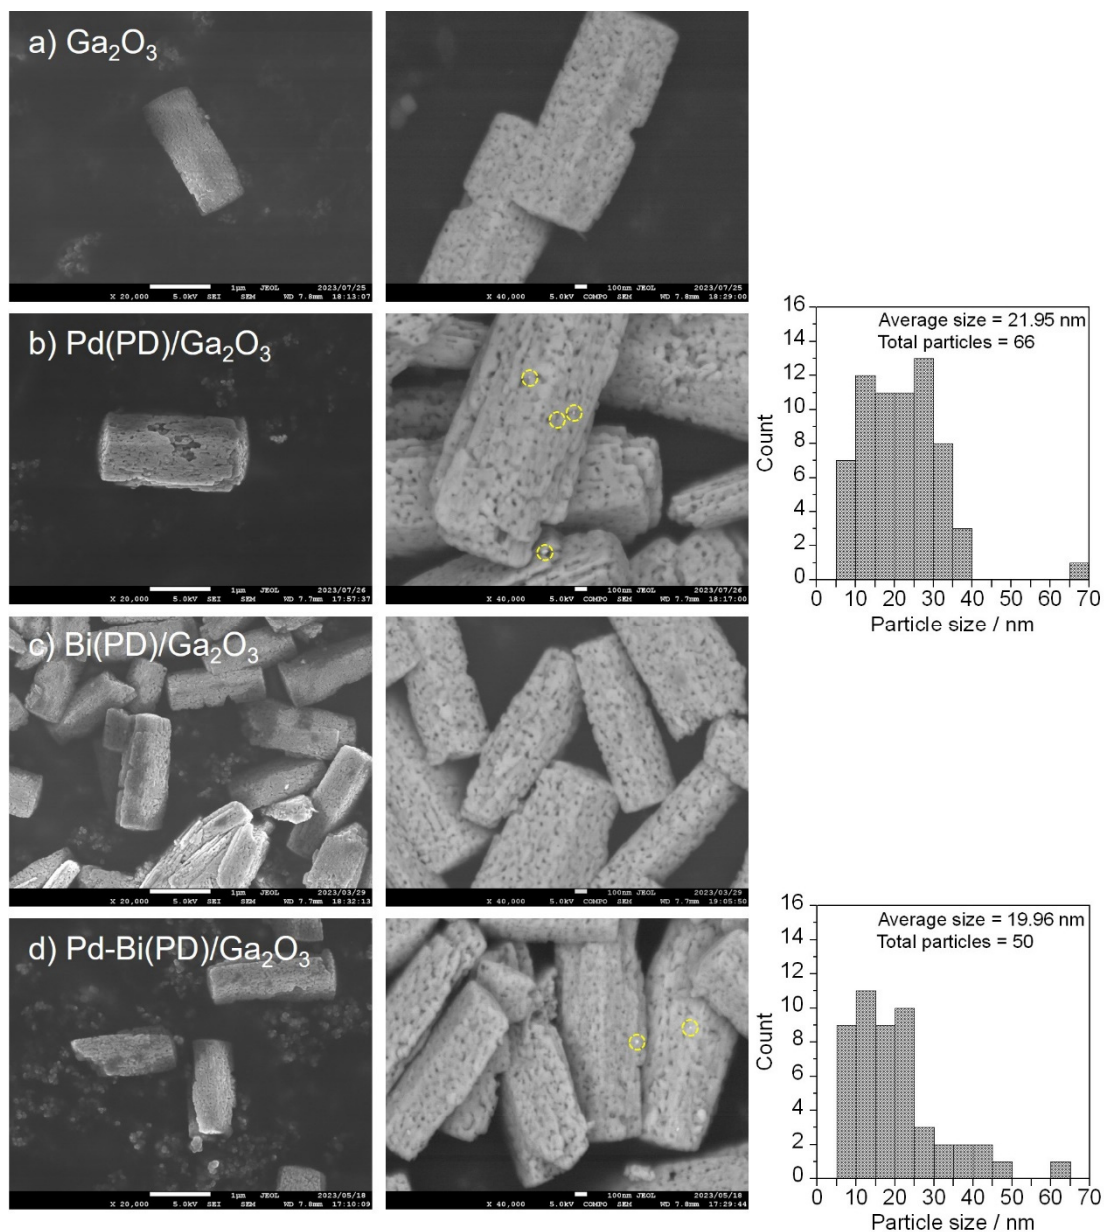 a) Ga₂O₃
X 20,000 5.0kV SEI SEM 1μm JEOL WD 7.8mm 2023/07/25 18:13:07
X 40,000 5.0kV COMPO SEM 100nm JEOL WD 7.8mm 2023/07/25 18:29:00
b) Pd(PD)/Ga₂O₃
X 20,000 5.0kV SEI SEM 1μm JEOL WD 7.7mm 2023/07/26 17:57:37
X 40,000 5.0kV COMPO SEM 100nm JEOL WD 7.7mm 2023/07/26 18:17:00
Average size = 21.95 nm
Total particles = 66
Count
16
14
12
10
8
6
4
2
0
0 10 20 30 40 50 60 70
Particle size / nm
c) Bi(PD)/Ga₂O₃
X 20,000 5.0kV SEI SEM 1μm JEOL WD 7.7mm 2023/03/29 18:32:13
X 40,000 5.0kV COMPO SEM 100nm JEOL WD 7.7mm 2023/03/29 19:05:50
d) Pd-Bi(PD)/Ga₂O₃
X 20,000 5.0kV SEI SEM 1μm JEOL WD 7.7mm 2023/05/18 17:10:09
X 40,000 5.0kV COMPO SEM 100nm JEOL WD 7.8mm 2023/05/18 17:29:44
Average size = 19.96 nm
Total particles = 50
Count
16
14
12
10
8
6
4
2
0
0 10 20 30 40 50 60 70
Particle size / nm